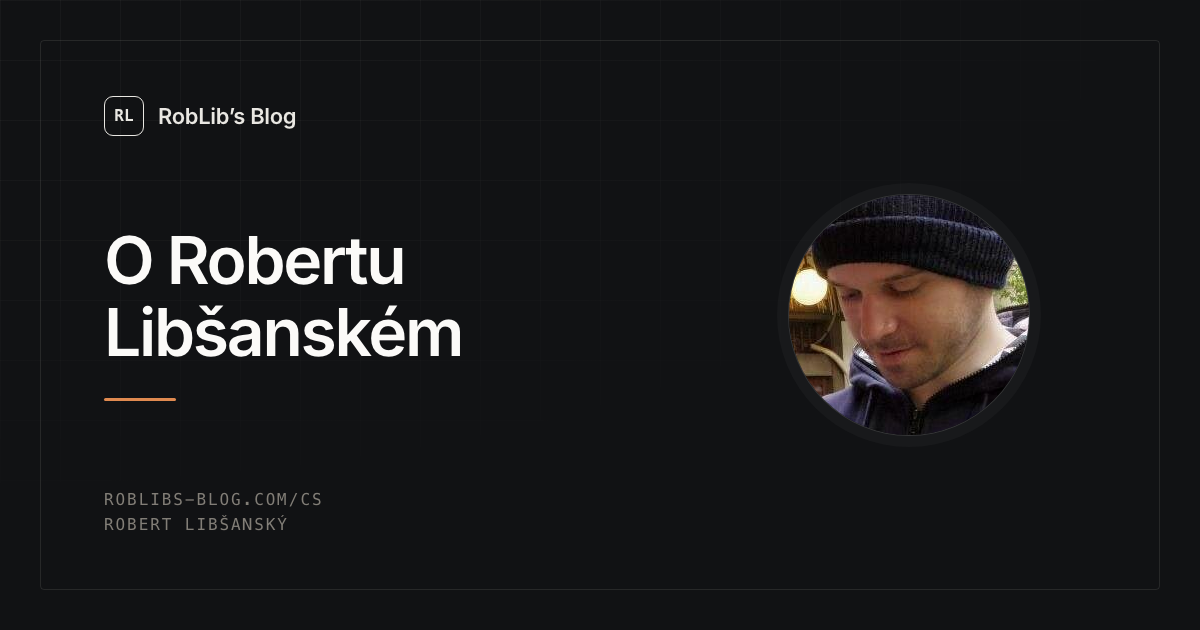 RL
RobLib’s Blog
O Robertu
Libšanském
ROBLIBS–BLOG.COM/CS
ROBERT LIBŠANSKÝ